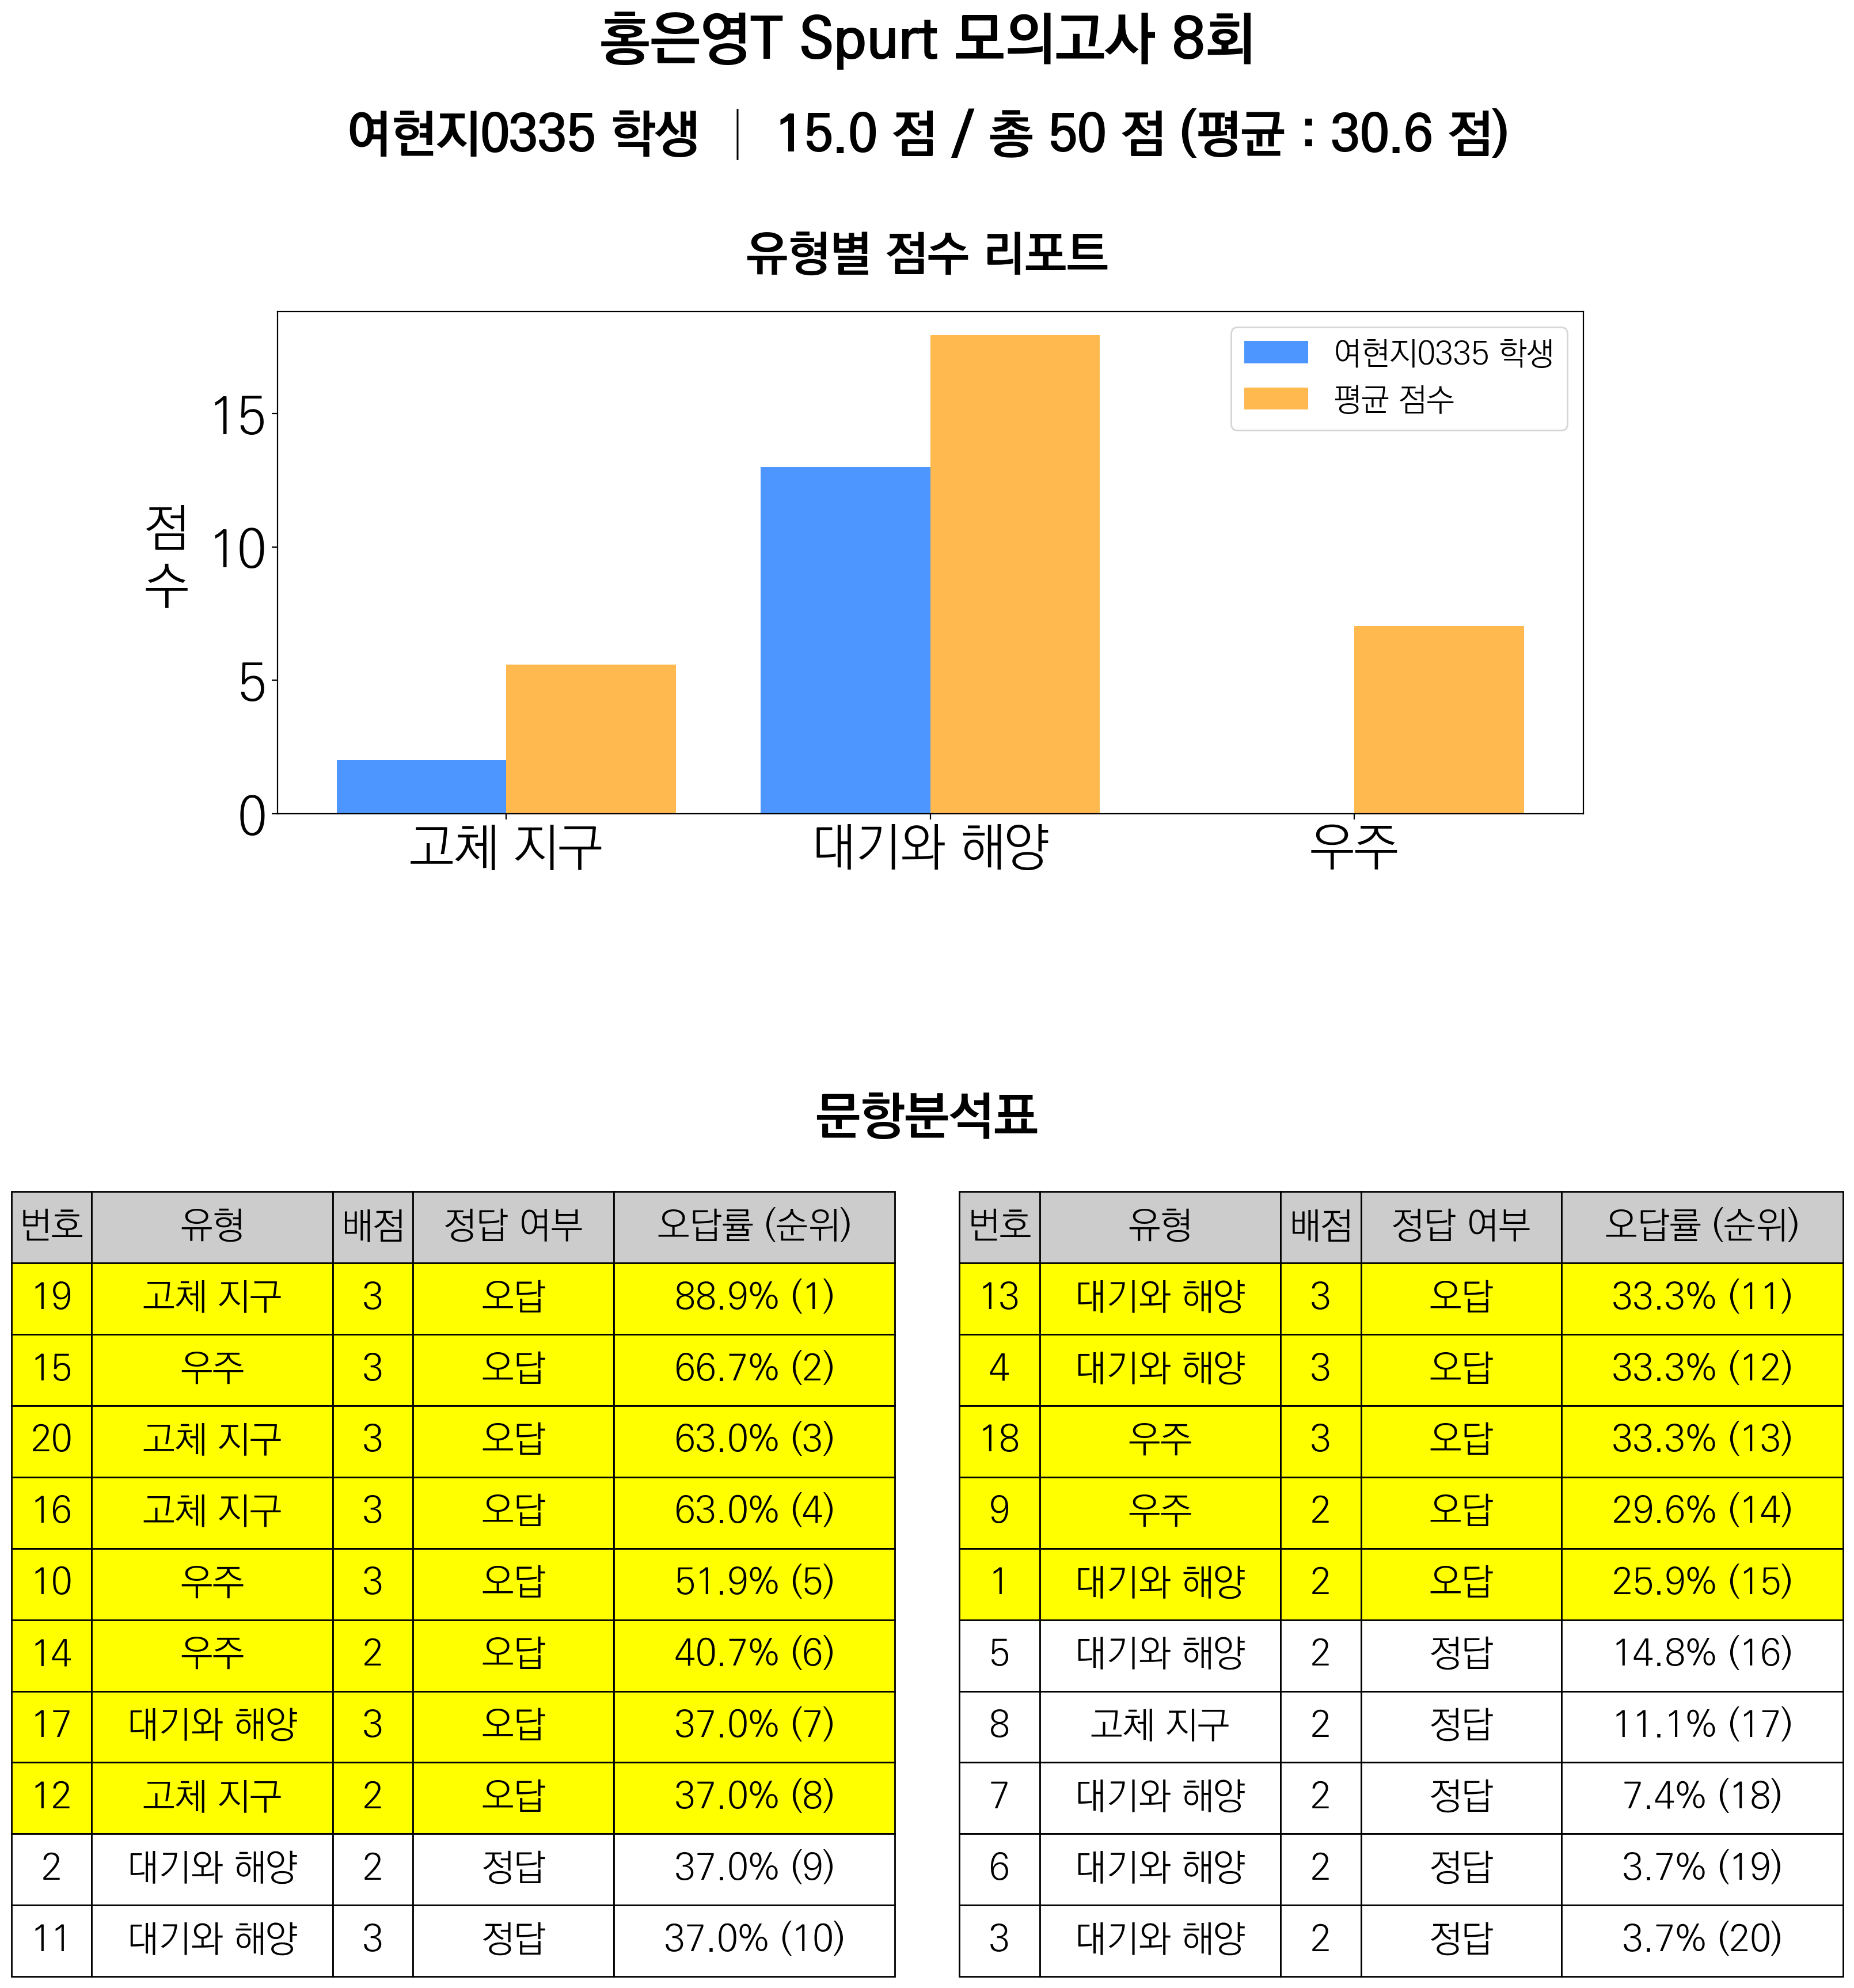 홍은영T Spurt 모의고사 8회
여현지0335 학생 │ 15.0 점 / 총 50 점 (평균 : 30.6 점)
유형별 점수 리포트
여현지0335 학생
평균 점수
점수
15
10
5
0
고체 지구 대기와 해양 우주
문항분석표
번호 유형 배점 정답 여부 오답률 (순위)
19 고체 지구 3 오답 88.9% (1)
15 우주 3 오답 66.7% (2)
20 고체 지구 3 오답 63.0% (3)
16 고체 지구 3 오답 63.0% (4)
10 우주 3 오답 51.9% (5)
14 우주 2 오답 40.7% (6)
17 대기와 해양 3 오답 37.0% (7)
12 고체 지구 2 오답 37.0% (8)
2 대기와 해양 2 정답 37.0% (9)
11 대기와 해양 3 정답 37.0% (10)
번호 유형 배점 정답 여부 오답률 (순위)
13 대기와 해양 3 오답 33.3% (11)
4 대기와 해양 3 오답 33.3% (12)
18 우주 3 오답 33.3% (13)
9 우주 2 오답 29.6% (14)
1 대기와 해양 2 오답 25.9% (15)
5 대기와 해양 2 정답 14.8% (16)
8 고체 지구 2 정답 11.1% (17)
7 대기와 해양 2 정답 7.4% (18)
6 대기와 해양 2 정답 3.7% (19)
3 대기와 해양 2 정답 3.7% (20)